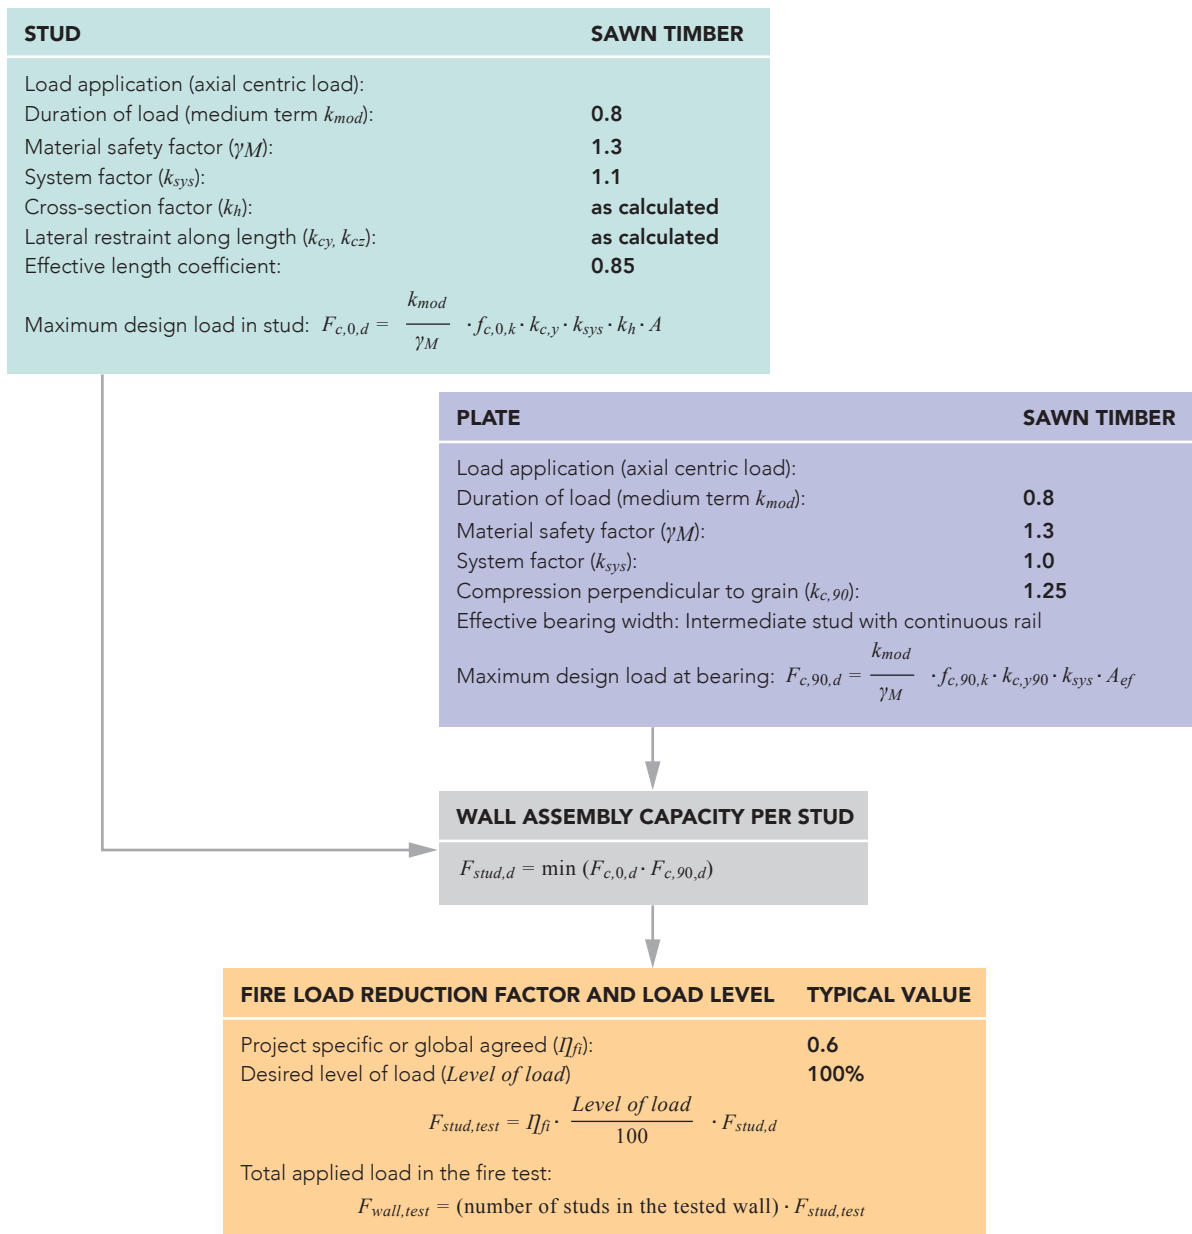 STUD SAWN TIMBER
Load application (axial centric load):
Duration of load (medium term kmod): 0.8
Material safety factor (γM): 1.3
System factor (ksys): 1.1
Cross-section factor (kh): as calculated
Lateral restraint along length (kcy, kcz): as calculated
Effective length coefficient: 0.85
Maximum design load in stud: Fc,0,d = kmod / γM · fc,0,k · kc,y · ksys · kh · A
PLATE SAWN TIMBER
Load application (axial centric load):
Duration of load (medium term kmod): 0.8
Material safety factor (γM): 1.3
System factor (ksys): 1.0
Compression perpendicular to grain (kc,90): 1.25
Effective bearing width: Intermediate stud with continuous rail
Maximum design load at bearing: Fc,90,d = kmod / γM · fc,90,k · kc,y90 · ksys · Aef
WALL ASSEMBLY CAPACITY PER STUD
Fstud,d = min (Fc,0,d · Fc,90,d)
FIRE LOAD REDUCTION FACTOR AND LOAD LEVEL TYPICAL VALUE
Project specific or global agreed (ηfi): 0.6
Desired level of load (Level of load) 100%
Fstud,test = ηfi · Level of load / 100 · Fstud,d
Total applied load in the fire test:
Fwall,test = (number of studs in the tested wall) · Fstud,test